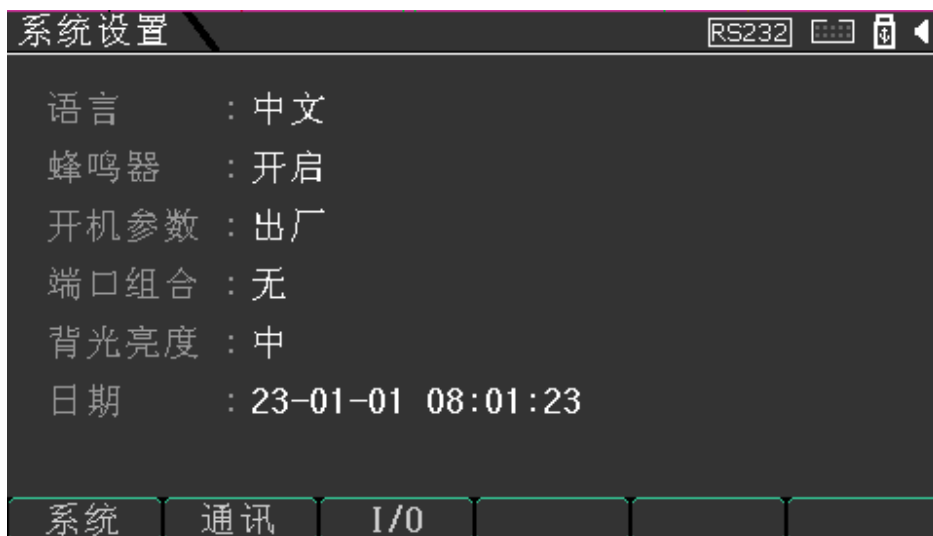 系统设置 RS232
语言 : 中文
蜂鸣器 : 开启
开机参数 : 出厂
端口组合 : 无
背光亮度 : 中
日期 : 23-01-01 08:01:23
系统 通讯 I/O